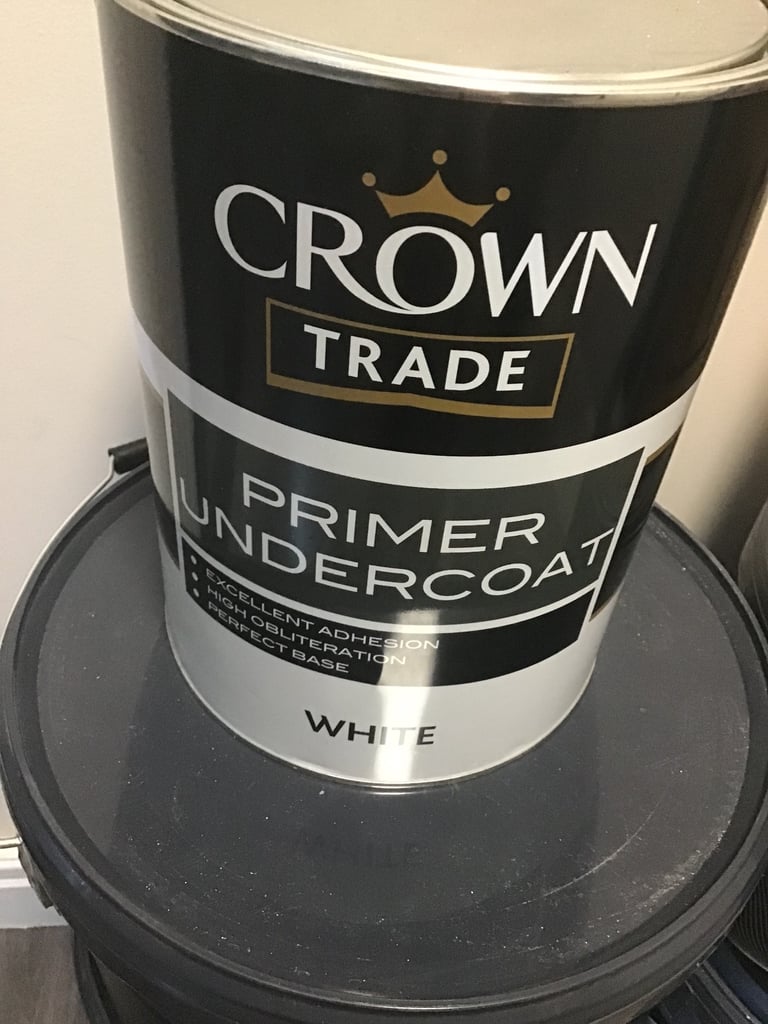 CROWN
TRADE
PRIMER
UNDERCOAT
• EXCELLENT ADHESION
• HIGH OBLITERATION
• PERFECT BASE
WHITE